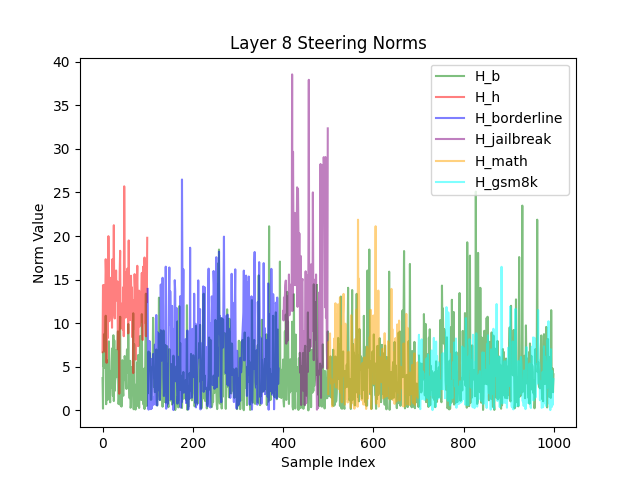 Layer 8 Steering Norms
40
35
30
25
20
15
10
5
0
Norm Value
H_b
H_h
H_borderline
H_jailbreak
H_math
H_gsm8k
0 200 400 600 800 1000
Sample Index